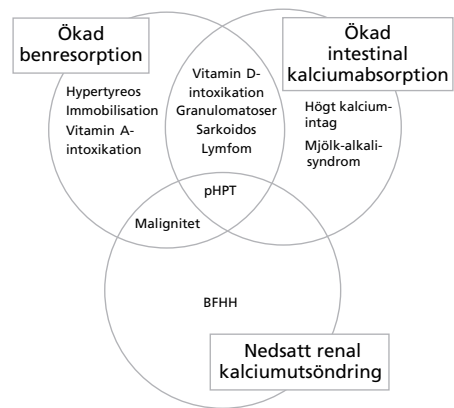 Ökad
benresorption
Ökad
intestinal
kalciumabsorption
Hypertyreos
Immobilisation
Vitamin A-
intoxikation
Vitamin D-
intoxikation
Granulomatoser
Sarkoidos
Lymfom
Högt kalcium-
intag
Mjölk-alkali-
syndrom
pHPT
Malignitet
BFHH
Nedsatt renal
kalciumutsöndring